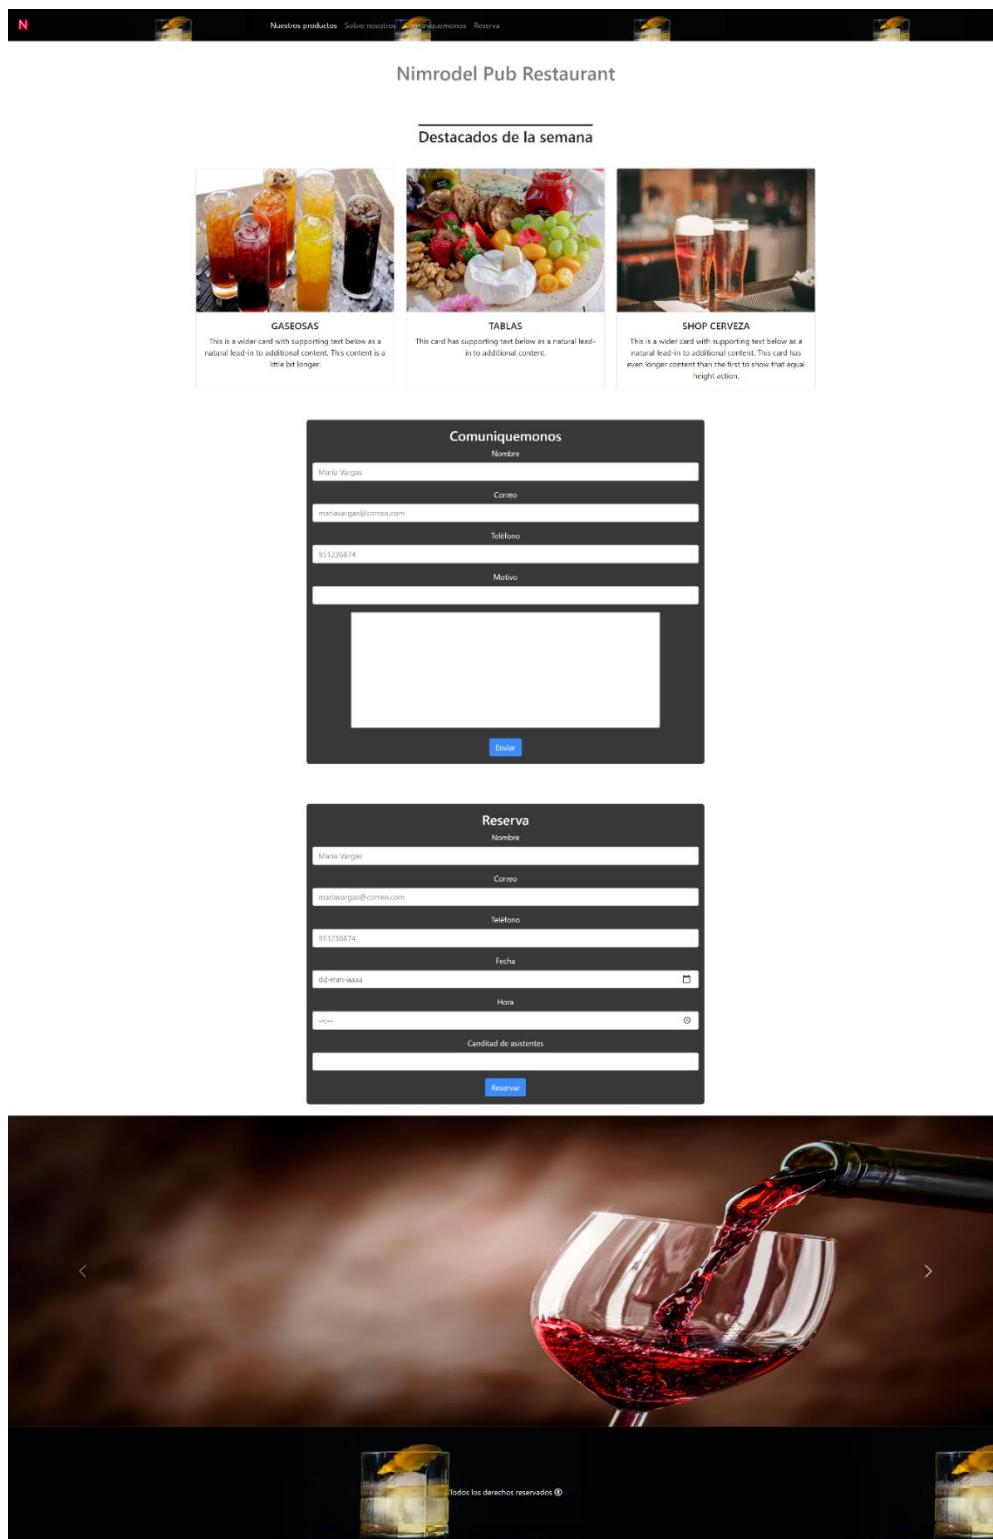 N
Nuestros productos Sobre nosotros Comuniquemonos Reserva
Nimrodel Pub Restaurant
Destacados de la semana
GASEOSAS
This is a wider card with supporting text below as a
natural lead-in to additional content. This content is a
little bit longer.
TABLAS
This card has supporting text below as a natural lead-
in to additional content.
SHOP CERVEZA
This is a wider card with supporting text below as a
natural lead-in to additional content. This card has
even longer content than the first to show that equal
height action.
Comuniquemonos
Nombre
María Vargas
Correo
mariavargas@correo.com
Teléfono
951236874
Motivo
Enviar
Reserva
Nombre
María Vargas
Correo
mariavargas@correo.com
Teléfono
951236874
Fecha
dd-mm-aaaa
Hora
--:--
Canditad de asistentes
Reservar
Todos los derechos reservados